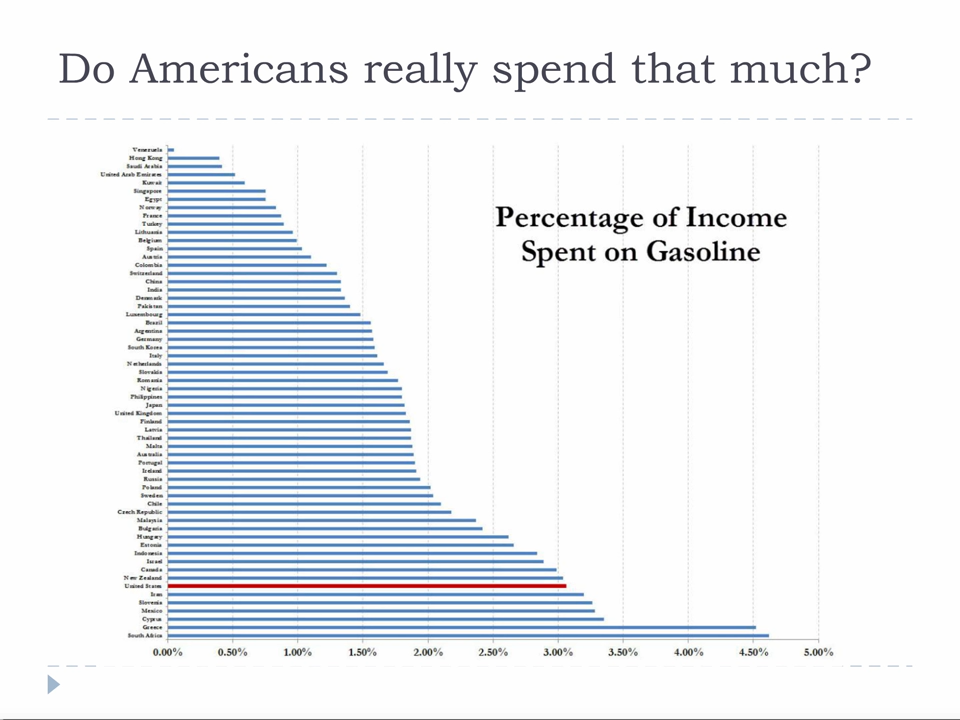 Do Americans really spend that much?
Percentage of Income
Spent on Gasoline
Venezuela
Hong Kong
Saudi Arabia
United Arab Emirates
Kuwait
Singapore
Egypt
Norway
France
Turkey
Lithuania
Belgium
Spain
Austria
Colombia
Switzerland
China
India
Denmark
Pakistan
Luxembourg
Brazil
Argentina
Germany
South Korea
Italy
Netherlands
Slovakia
Romania
Nigeria
Philippines
Japan
United Kingdom
Finland
Latvia
Thailand
Malta
Australia
Portugal
Ireland
Russia
Poland
Sweden
Chile
Czech Republic
Malaysia
Bulgaria
Hungary
Estonia
Indonesia
Israel
Canada
New Zealand
United States
Iran
Slovenia
Mexico
Cyprus
Greece
South Africa
0.00% 0.50% 1.00% 1.50% 2.00% 2.50% 3.00% 3.50% 4.00% 4.50% 5.00%